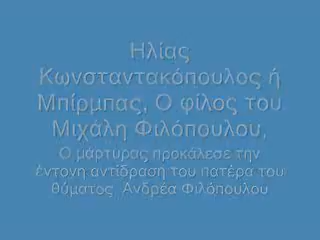 Ηλίας
Κωνσταντακόπουλος ή
Μπίρμπας, Ο φίλος του
Μιχάλη Φιλόπουλου,
Ο μάρτυρας προκάλεσε την
έντονη αντίδραση του πατέρα του
θύματος Ανδρέα Φιλόπουλου